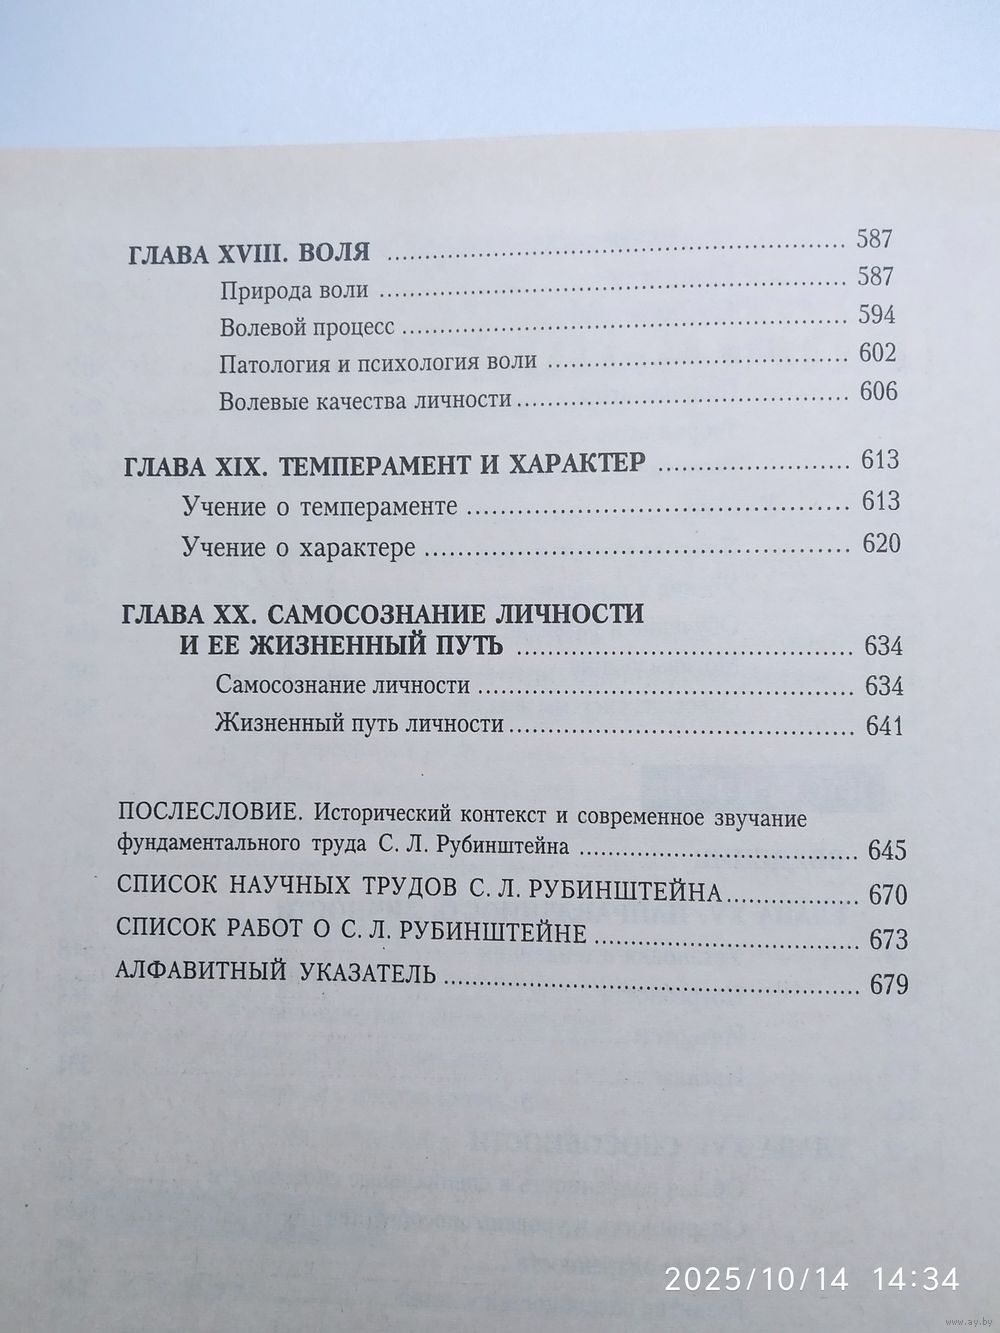 ГЛАВА XVIII. ВОЛЯ ........ 587
Природа воли ........ 587
Волевой процесс ........ 594
Патология и психология воли ........ 602
Волевые качества личности ........ 606
ГЛАВА XIX. ТЕМПЕРАМЕНТ И ХАРАКТЕР ........ 613
Учение о темпераменте ........ 613
Учение о характере ........ 620
ГЛАВА XX. САМОСОЗНАНИЕ ЛИЧНОСТИ
И ЕЕ ЖИЗНЕННЫЙ ПУТЬ ........ 634
Самосознание личности ........ 634
Жизненный путь личности ........ 641
ПОСЛЕСЛОВИЕ. Исторический контекст и современное звучание
фундаментального труда С. Л. Рубинштейна ........ 645
СПИСОК НАУЧНЫХ ТРУДОВ С. Л. РУБИНШТЕЙНА ........ 670
СПИСОК РАБОТ О С. Л. РУБИНШТЕЙНЕ ........ 673
АЛФАВИТНЫЙ УКАЗАТЕЛЬ ........ 679
2025/10/14 14:34
www.ay.by